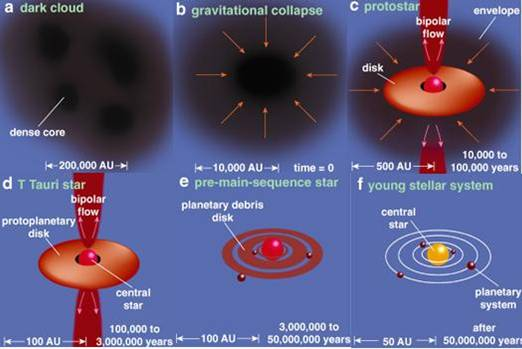 a dark cloud
dense core
200,000 AU
b gravitational collapse
10,000 AU
time = 0
c protostar
bipolar
flow
envelope
disk
500 AU
10,000 to
100,000 years
d T Tauri star
bipolar
flow
protoplanetary
disk
central
star
100 AU
100,000 to
3,000,000 years
e pre-main-sequence star
planetary debris
disk
100 AU
3,000,000 to
50,000,000 years
f young stellar system
central
star
planetary
system
50 AU
after
50,000,000 years